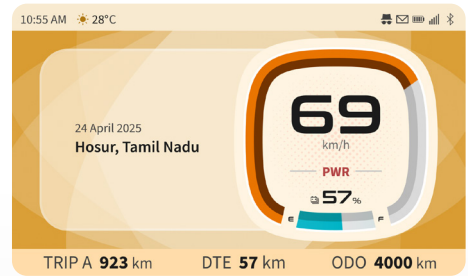 10:55 AM 28°C
24 April 2025
Hosur, Tamil Nadu
69
km/h
PWR
57%
E F
TRIP A 923 km DTE 57 km ODO 4000 km